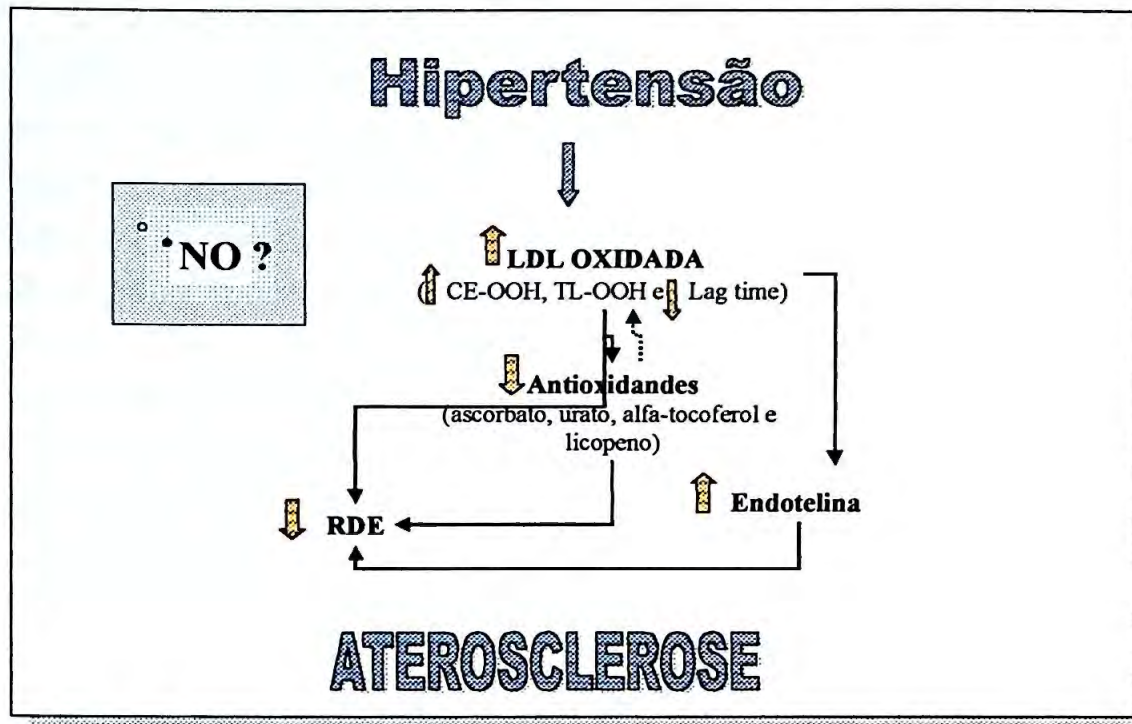 Hipertensão
•NO ?
LDL OXIDADA
( CE-OOH, TL-OOH e Lag time)
Antioxidandes
(ascorbato, urato, alfa-tocoferol e
licopeno)
Endotelina
RDE
ATEROSCLEROSE